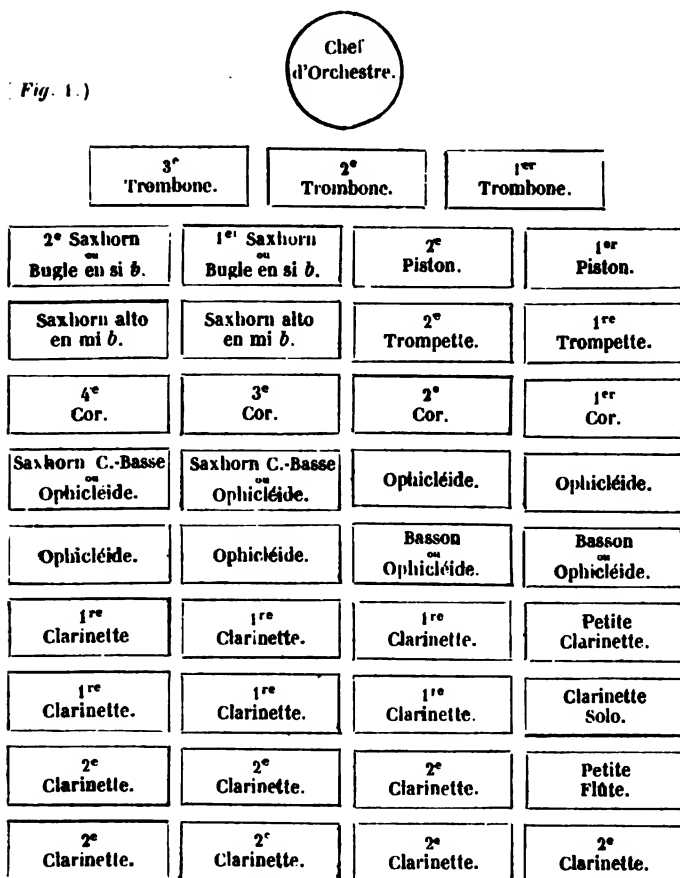 Chef
d'Orchestre.
(Fig. 1.)
3e
Trombone.
2e
Trombone.
1er
Trombone.
2e Saxhorn
ou
Bugle en si b.
1er Saxhorn
ou
Bugle en si b.
2e
Piston.
1er
Piston.
Saxhorn alto
en mi b.
Saxhorn alto
en mi b.
2e
Trompette.
1re
Trompette.
4e
Cor.
3e
Cor.
2e
Cor.
1er
Cor.
Saxhorn C.-Basse
ou
Ophicléide.
Saxhorn C.-Basse
ou
Ophicléide.
Ophicléide.
Ophicléide.
Ophicléide.
Ophicléide.
Basson
ou
Ophicléide.
Basson
ou
Ophicléide.
1re
Clarinette
1re
Clarinette.
1re
Clarinette.
Petite
Clarinette.
1re
Clarinette.
1re
Clarinette.
1re
Clarinette.
Clarinette
Solo.
2e
Clarinette.
2e
Clarinette.
2e
Clarinette.
Petite
Flûte.
2e
Clarinette.
2e
Clarinette.
2e
Clarinette.
2e
Clarinette.